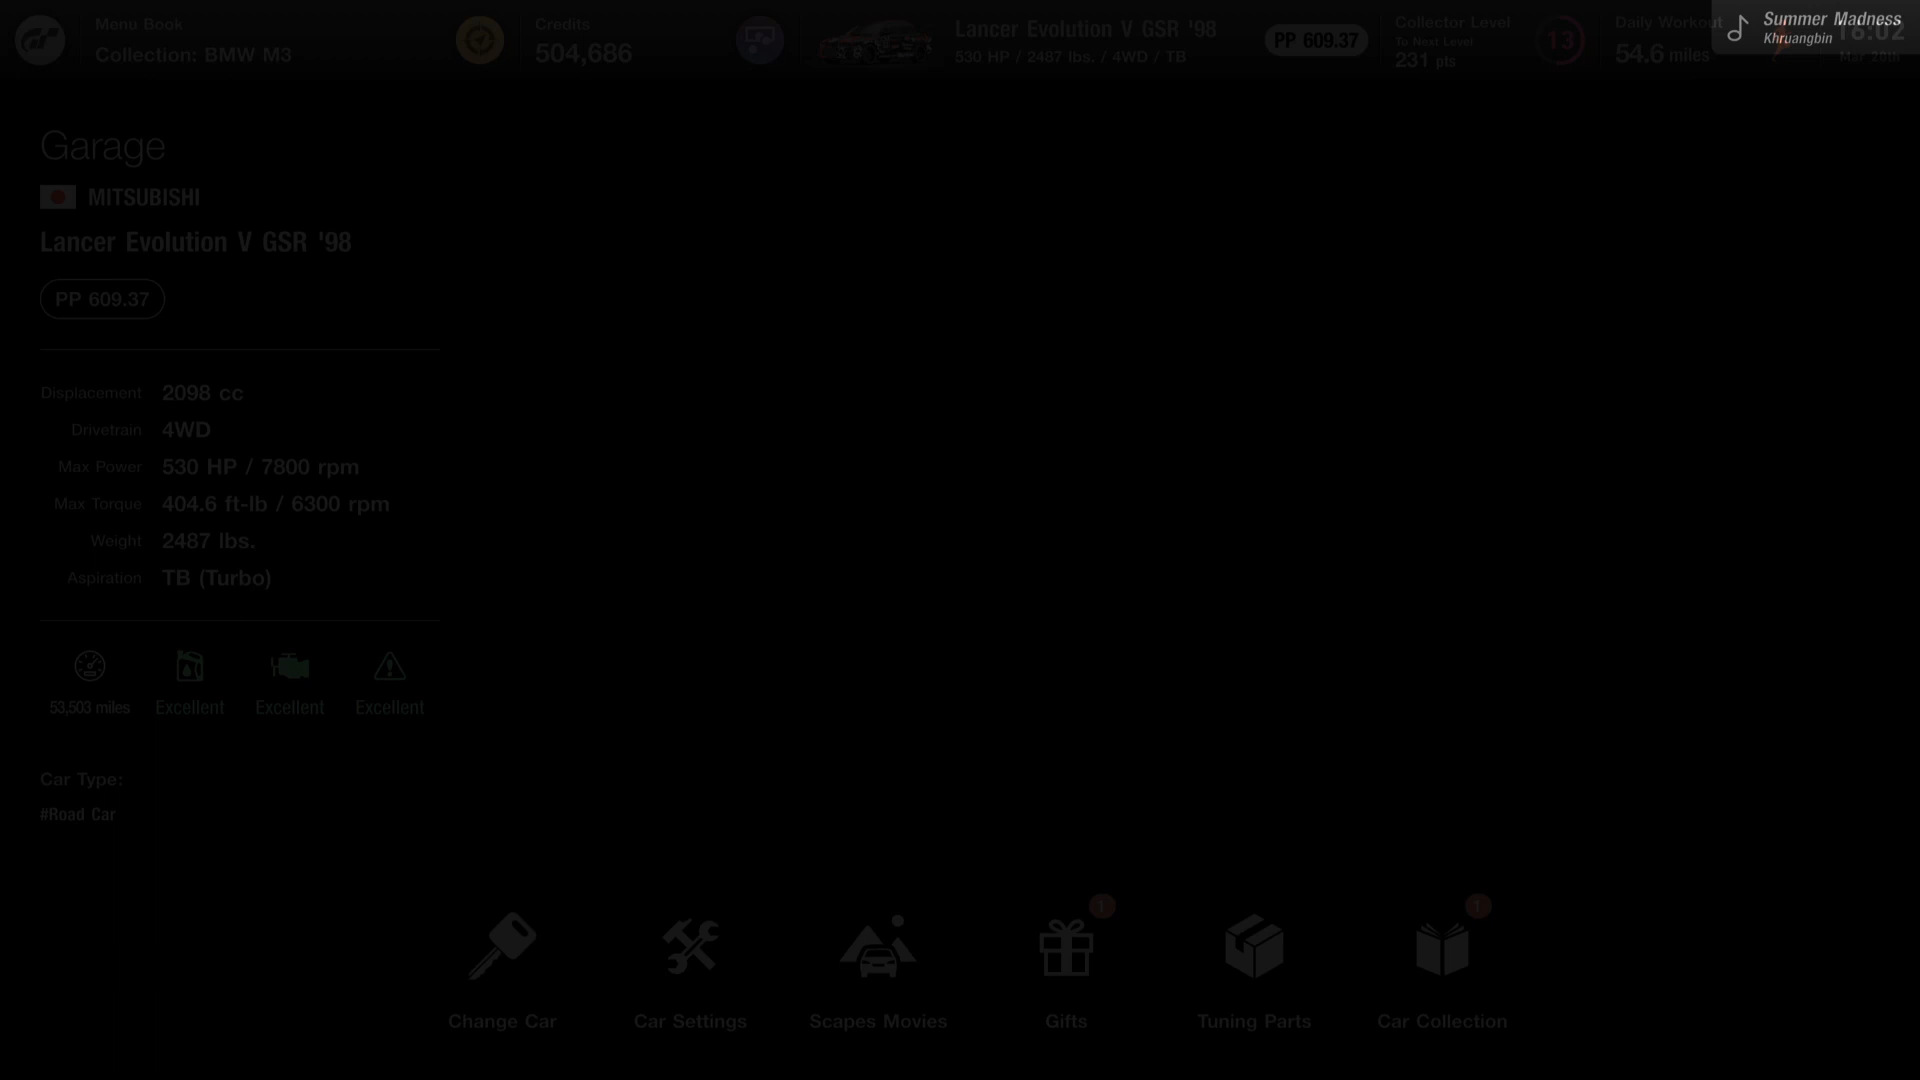 Menu Book
Collection: BMW M3
Credits
504,686
Lancer Evolution V GSR '98
530 HP / 2487 lbs. / 4WD / TB
PP 609.37
Collector Level
To Next Level
231 pts
13
Daily Workout
54.6 miles
Summer Madness
Khruangbin
16:02
Mar 20th
Garage
MITSUBISHI
Lancer Evolution V GSR '98
PP 609.37
Displacement 2098 cc
Drivetrain 4WD
Max Power 530 HP / 7800 rpm
Max Torque 404.6 ft-lb / 6300 rpm
Weight 2487 lbs.
Aspiration TB (Turbo)
53,503 miles
Excellent
Excellent
Excellent
Car Type:
#Road Car
1
1
Change Car
Car Settings
Scapes Movies
Gifts
Tuning Parts
Car Collection